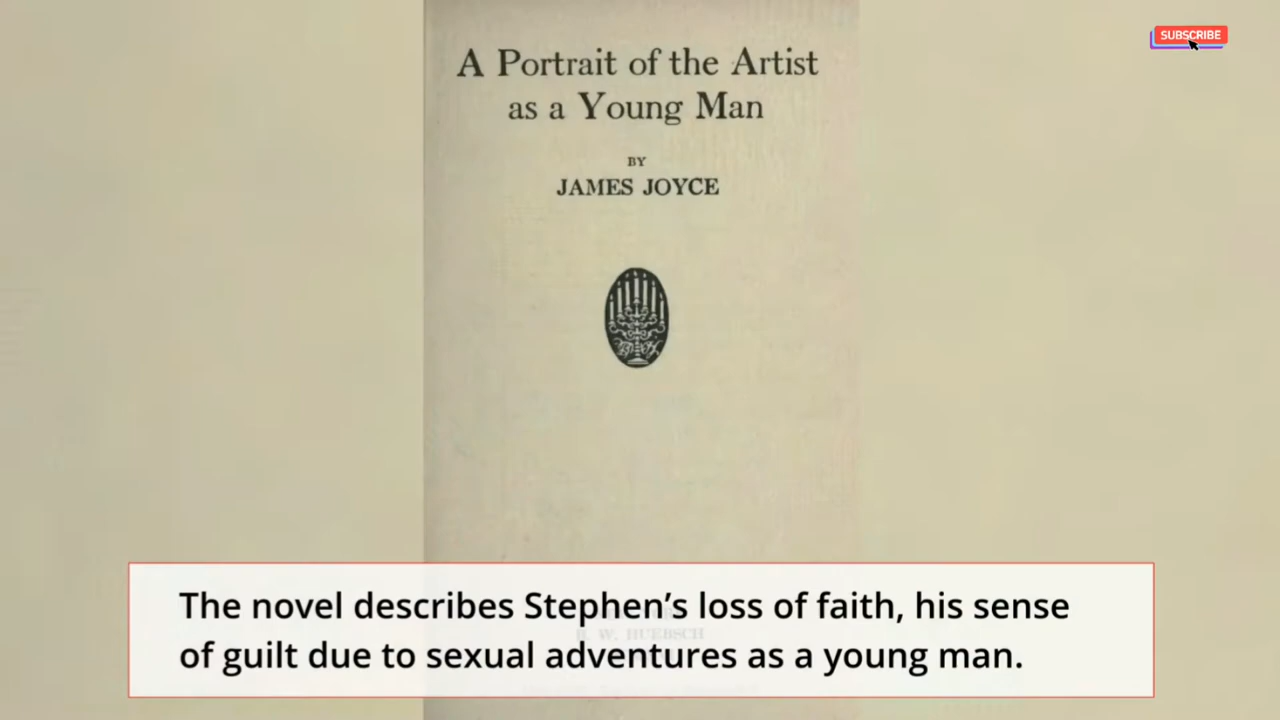 SUBSCRIBE
A Portrait of the Artist
as a Young Man
BY
JAMES JOYCE
The novel describes Stephen’s loss of faith, his sense
B. W. HUEBSCH
of guilt due to sexual adventures as a young man.